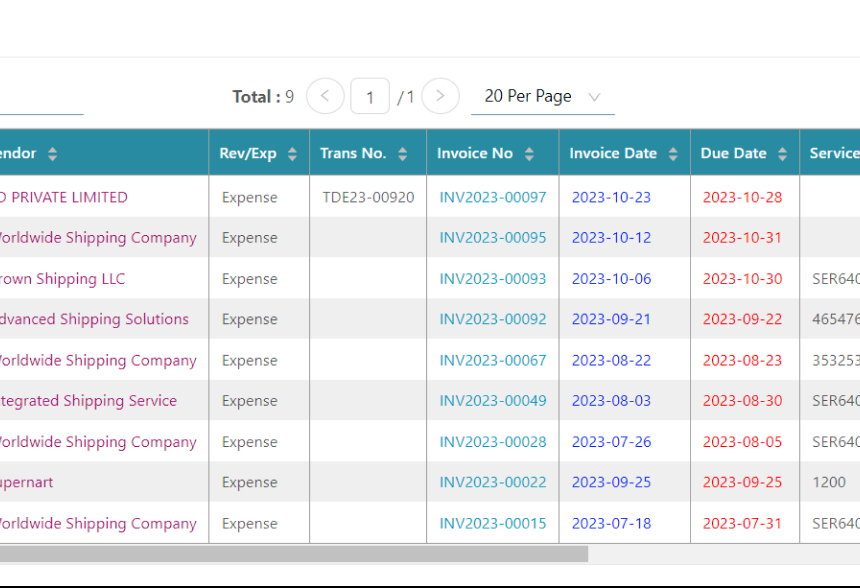 Total : 9 1 /1 20 Per Page
endor Rev/Exp Trans No. Invoice No Invoice Date Due Date Service
D PRIVATE LIMITED Expense TDE23-00920 INV2023-00097 2023-10-23 2023-10-28
orldwide Shipping Company Expense INV2023-00095 2023-10-12 2023-10-31
rown Shipping LLC Expense INV2023-00093 2023-10-06 2023-10-30 SER640
dvanced Shipping Solutions Expense INV2023-00092 2023-09-21 2023-09-22 465476
orldwide Shipping Company Expense INV2023-00067 2023-08-22 2023-08-23 353253
tegrated Shipping Service Expense INV2023-00049 2023-08-03 2023-08-30 SER640
orldwide Shipping Company Expense INV2023-00028 2023-07-26 2023-08-05 SER640
upernart Expense INV2023-00022 2023-09-25 2023-09-25 1200
orldwide Shipping Company Expense INV2023-00015 2023-07-18 2023-07-31 SER640